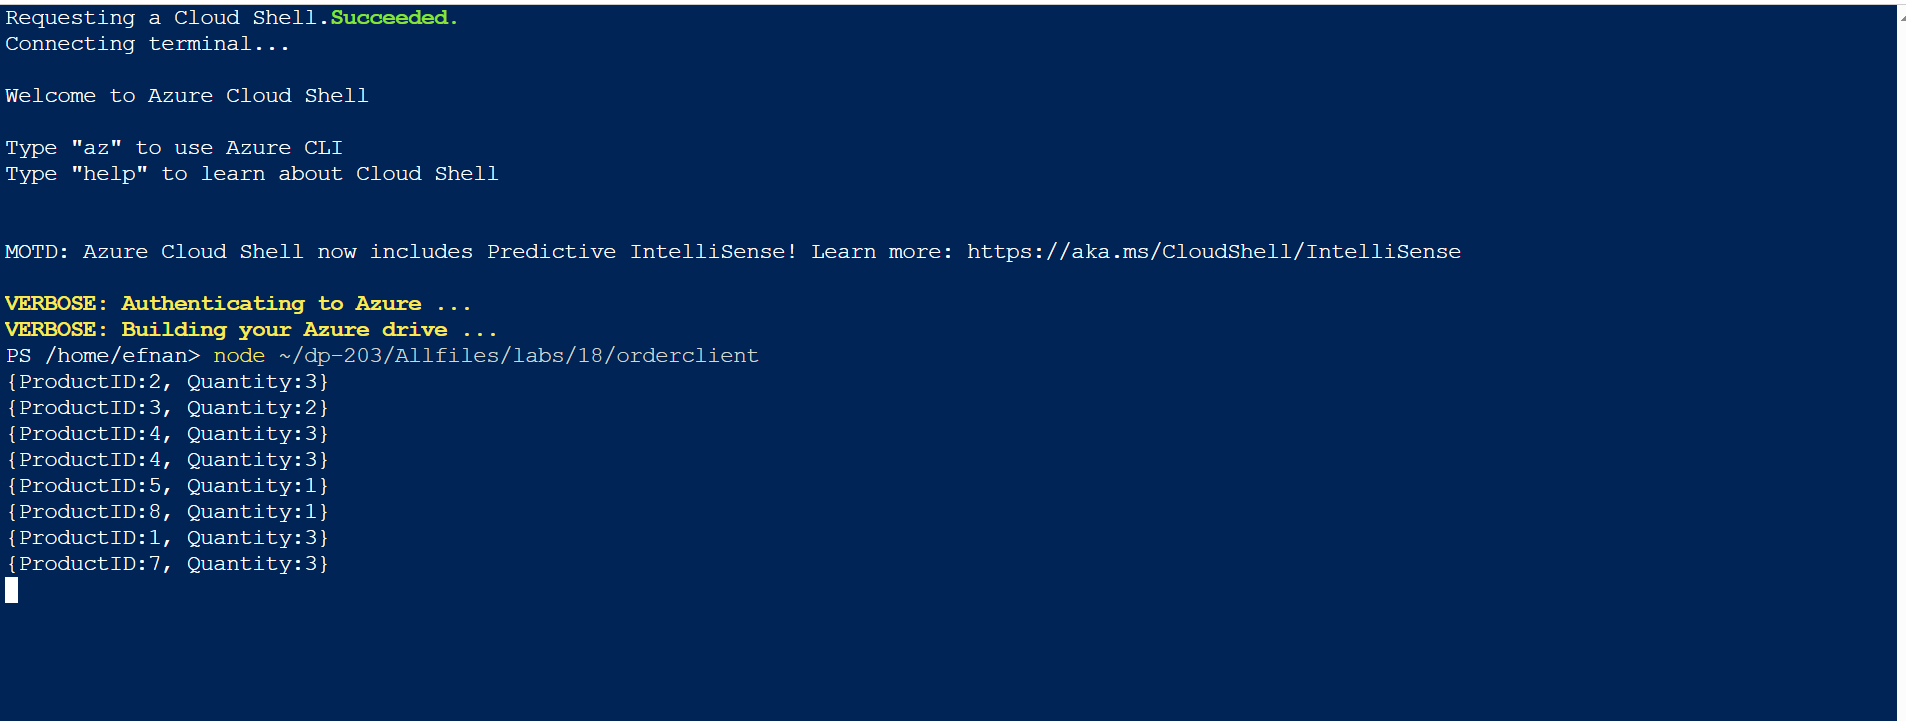 Requesting a Cloud Shell.Succeeded.
Connecting terminal...
Welcome to Azure Cloud Shell
Type "az" to use Azure CLI
Type "help" to learn about Cloud Shell
MOTD: Azure Cloud Shell now includes Predictive IntelliSense! Learn more: https://aka.ms/CloudShell/IntelliSense
VERBOSE: Authenticating to Azure ...
VERBOSE: Building your Azure drive ...
PS /home/efnan> node ~/dp-203/Allfiles/labs/18/orderclient
{ProductID:2, Quantity:3}
{ProductID:3, Quantity:2}
{ProductID:4, Quantity:3}
{ProductID:4, Quantity:3}
{ProductID:5, Quantity:1}
{ProductID:8, Quantity:1}
{ProductID:1, Quantity:3}
{ProductID:7, Quantity:3}